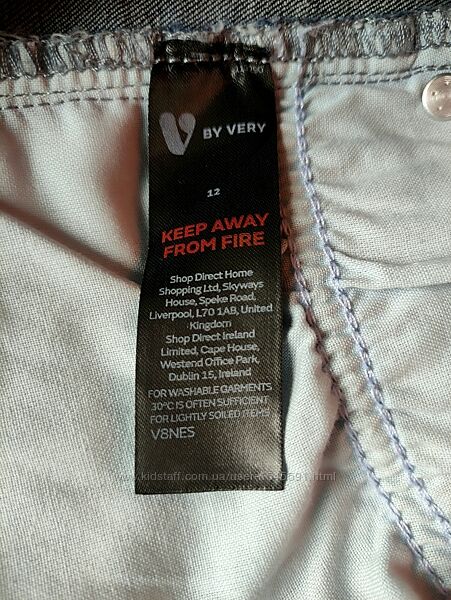 V BY VERY
12
KEEP AWAY
FROM FIRE
Shop Direct Home
Shopping Ltd, Skyways
House, Speke Road,
Liverpool, L70 1AB, United
Kingdom
Shop Direct Ireland
Limited, Cape House,
Westend Office Park,
Dublin 15, Ireland
FOR WASHABLE GARMENTS
30°C IS OFTEN SUFFICIENT
FOR LIGHTLY SOILED ITEMS
V8NES